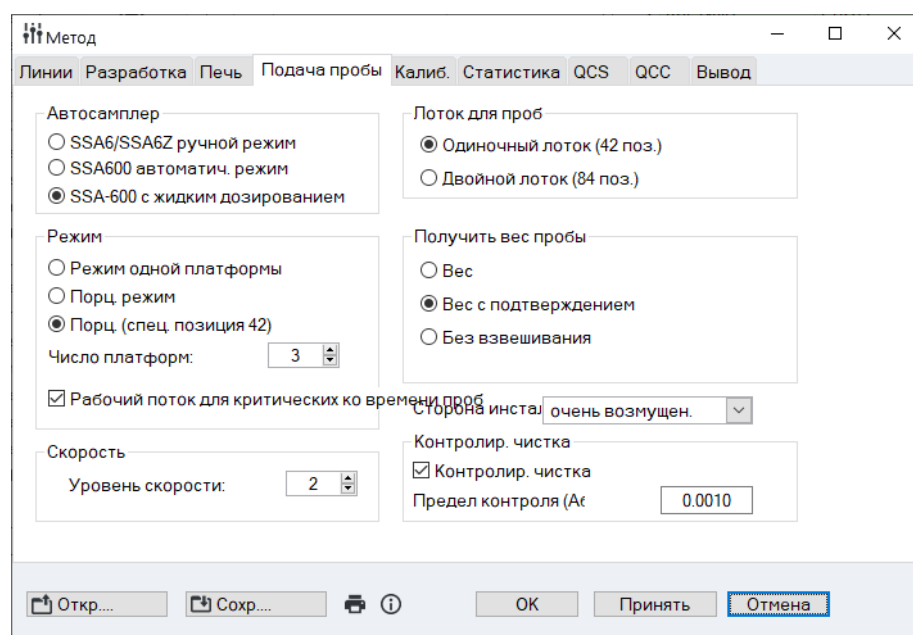 Метод
Линии Разработка Печь Подача пробы Калиб. Статистика QCS QCC Вывод
Автосамплер
SSA6/SSA6Z ручной режим
SSA600 автоматич. режим
SSA-600 с жидким дозированием
Лоток для проб
Одиночный лоток (42 поз.)
Двойной лоток (84 поз.)
Режим
Режим одной платформы
Порц. режим
Порц. (спец. позиция 42)
Число платформ: 3
Рабочий поток для критических ко времени проб
Получить вес пробы
Вес
Вес с подтверждением
Без взвешивания
Сторона инстал очень возмущен.
Скорость
Уровень скорости: 2
Контролир. чистка
Контролир. чистка
Предел контроля (Аб 0.0010
Откр.... Сохр.... OK Принять Отмена